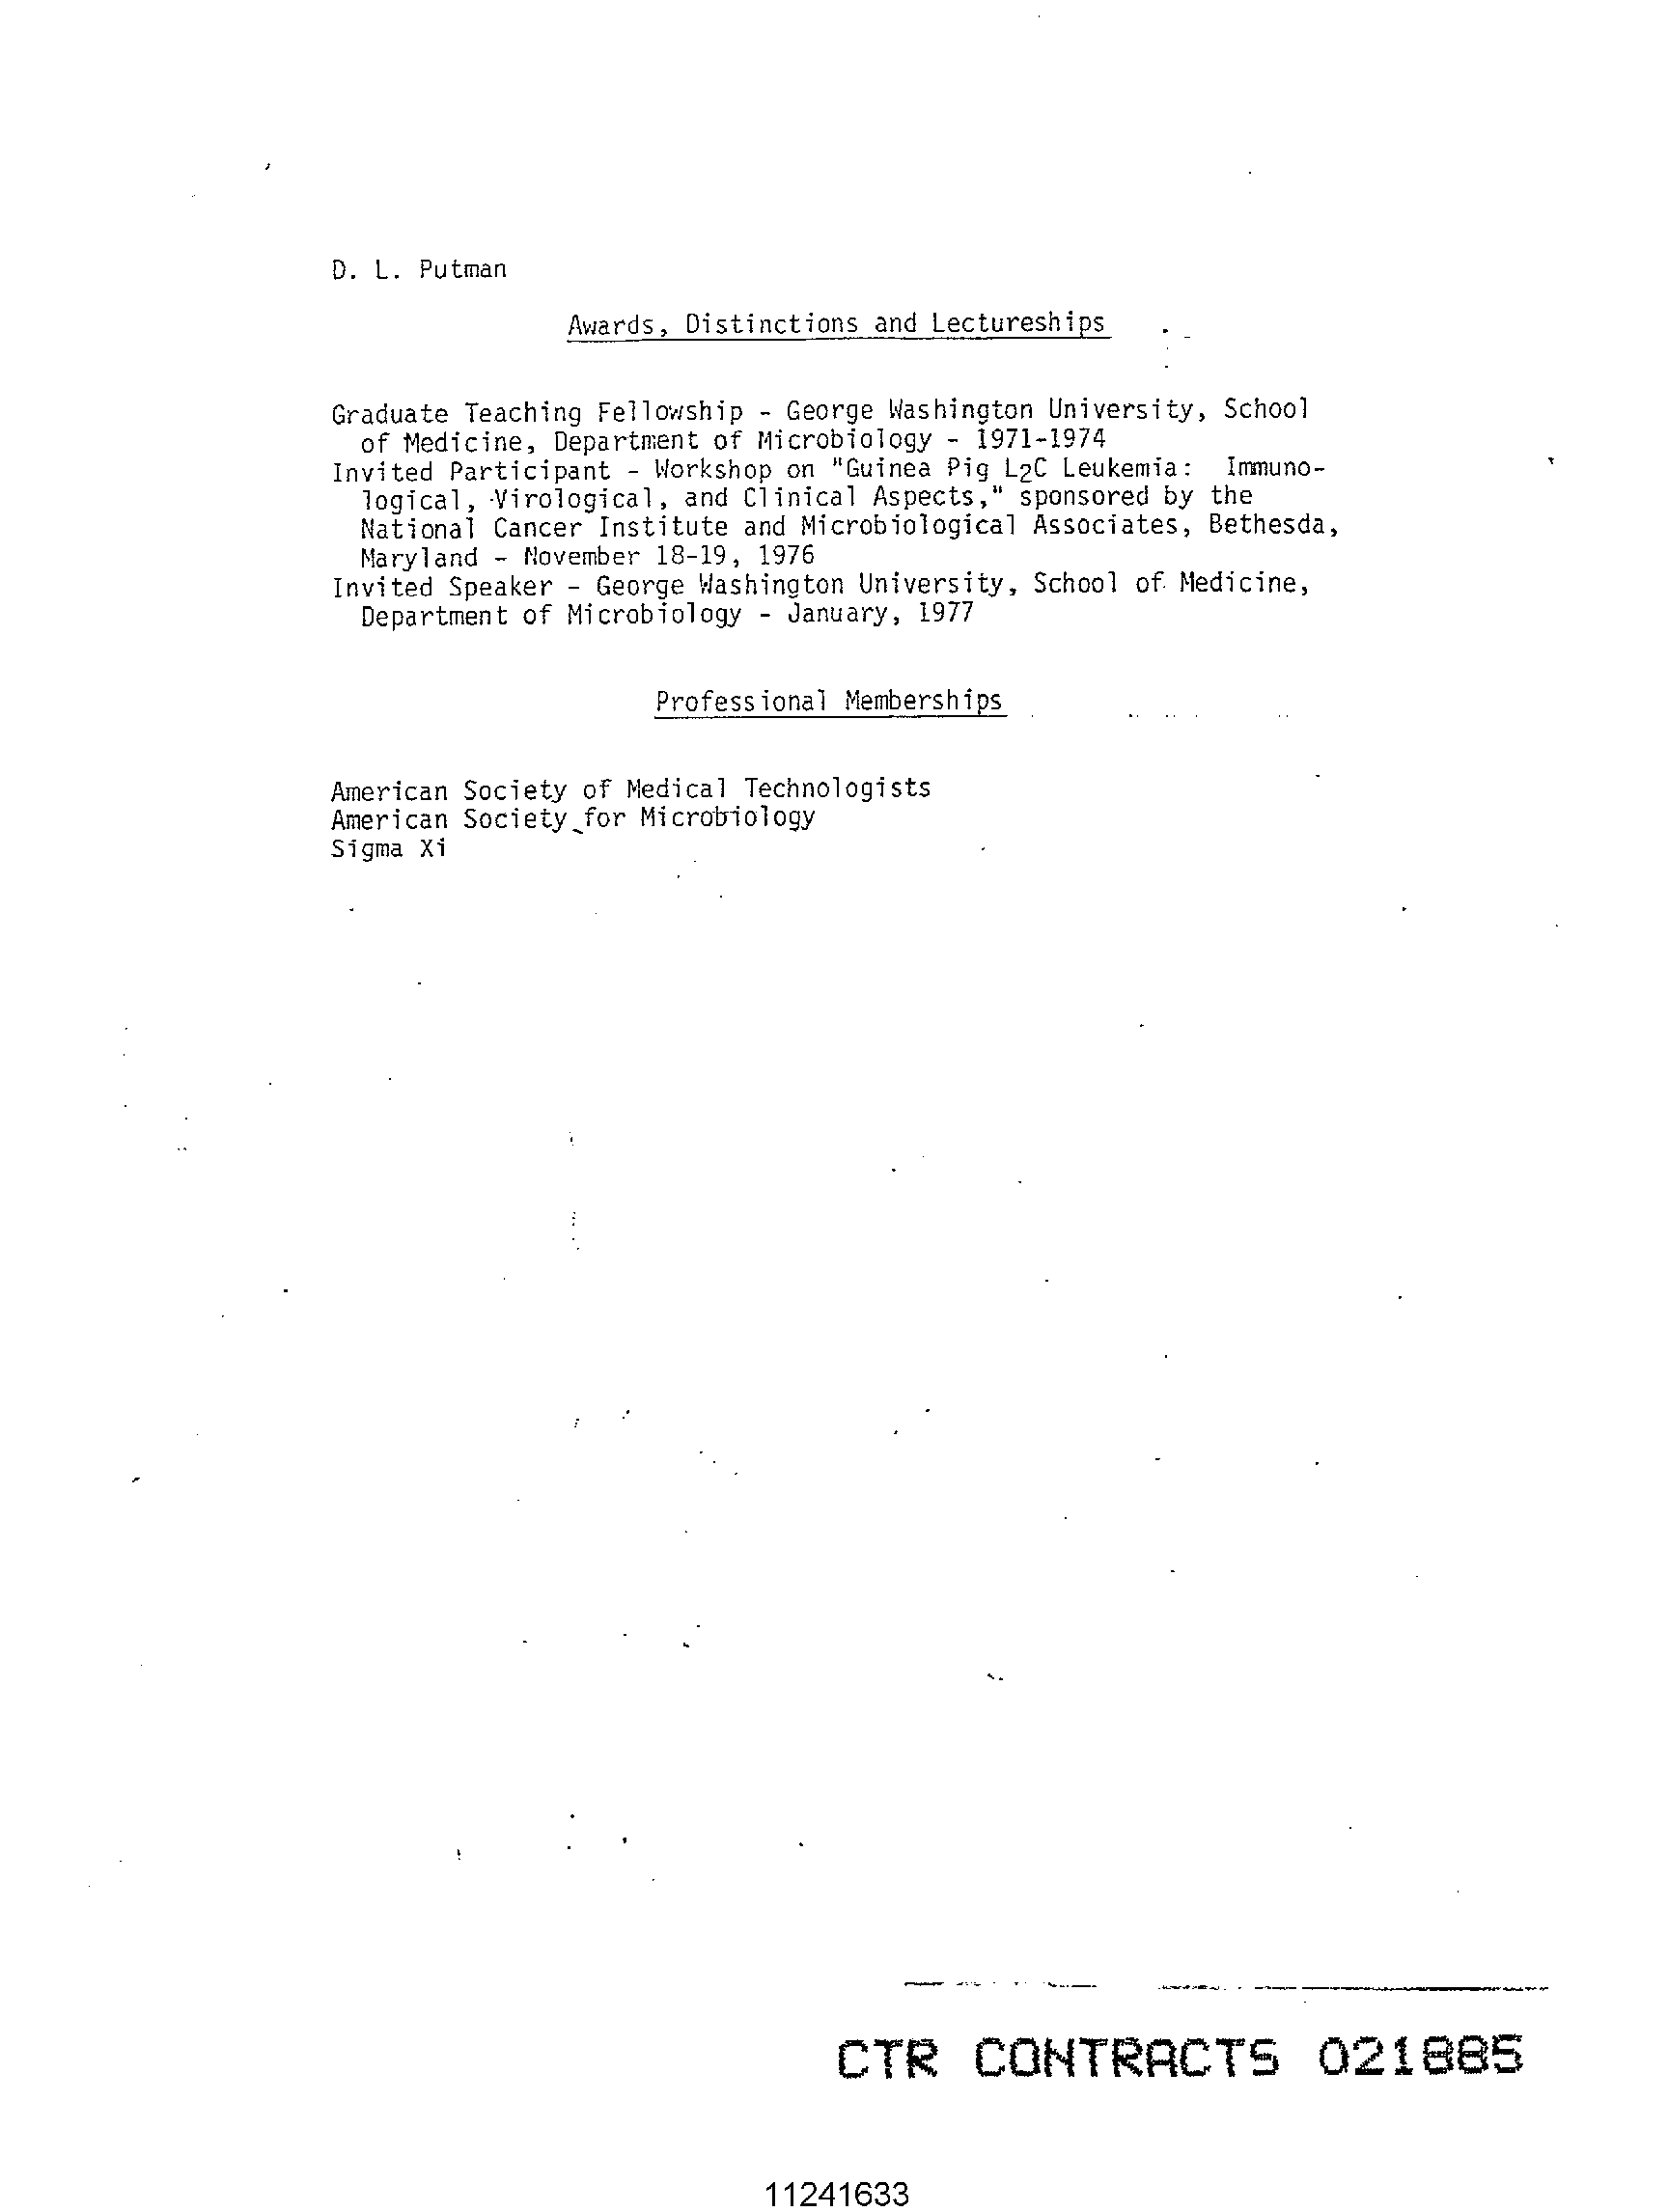 D. L. Putman
Awards, Distinctions and Lectureships
Graduate Teaching Fellowship - George Washington University, School
of Medicine, Department of Microbiology - 1971-1974
Invited Participant - Workshop on "Guinea Pig L2C Leukemia: Immuno-
logical, Virological, and Clinical Aspects," sponsored by the
National Cancer Institute and Microbiological Associates, Bethesda,
Maryland - November 18-19, 1976
Invited Speaker - George Washington University, School of Medicine,
Department of Microbiology - January, 1977
Professional Memberships
American Society of Medical Technologists
American Society for Microbiology
Sigma Xi
CTR CONTRACTS 021885
11241633